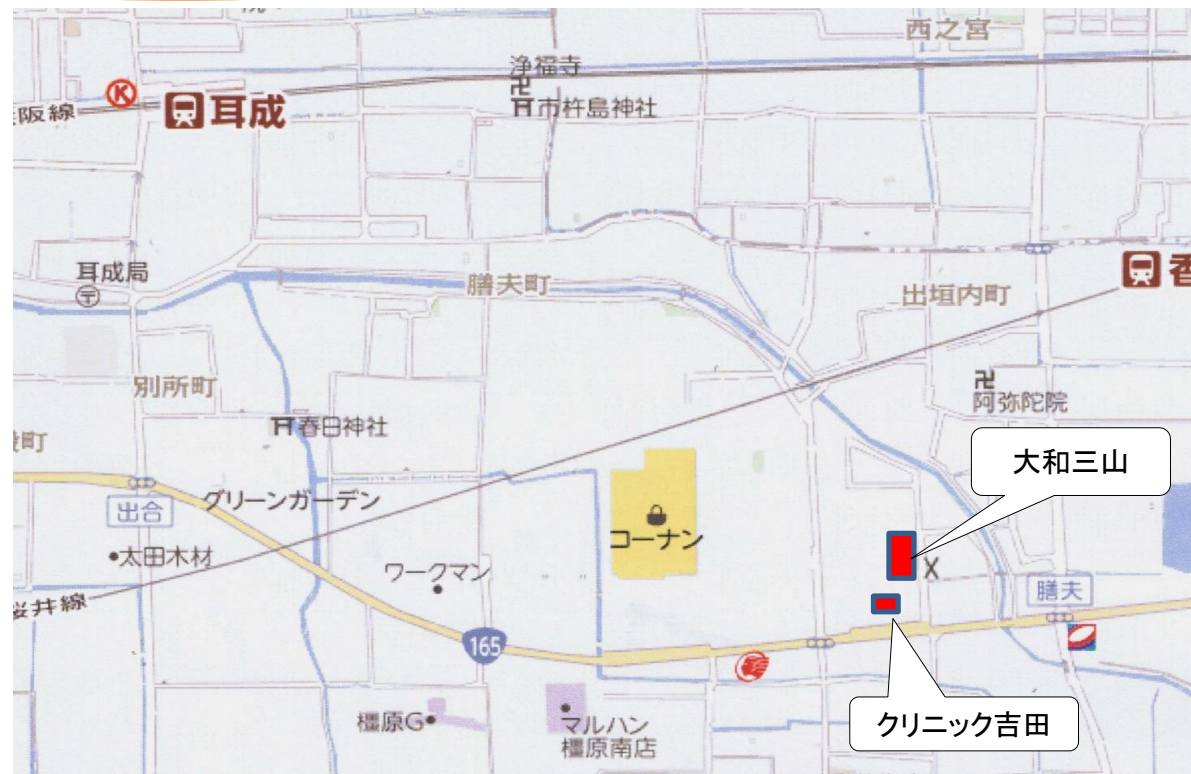 西之宮
浄福寺
市杵島神社
K
阪線
耳成
耳成局
膳夫町
出垣内町
香
別所町
阿弥陀院
春日神社
町
大和三山
グリーンガーデン
出合
コーナン
太田木材
ワークマン
X
膳夫
桜井線
165
橿原G
マルハン
橿原南店
クリニック吉田